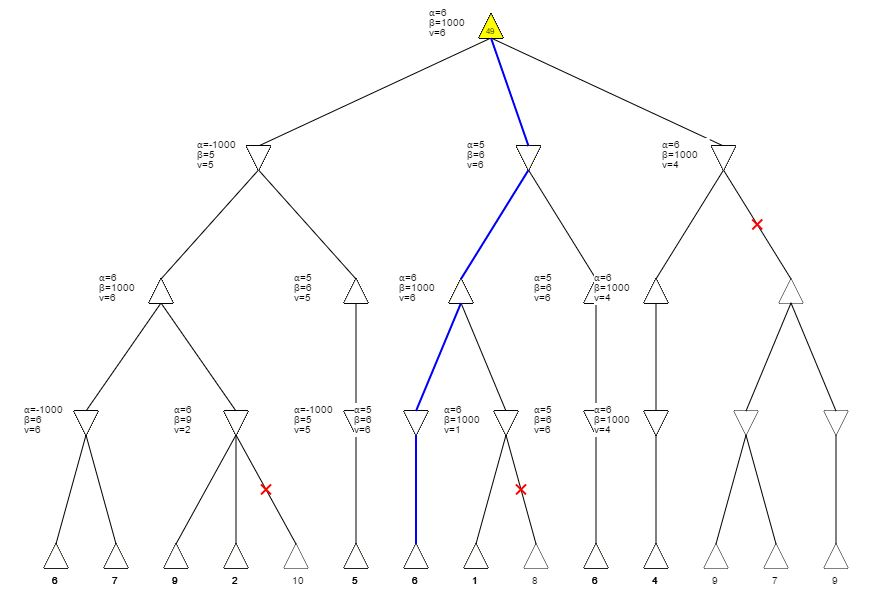 α=6
β=1000
v=6
49
α=-1000
β=5
v=5
α=5
β=6
v=6
α=6
β=1000
v=4
α=6
β=1000
v=6
α=5
β=6
v=5
α=6
β=1000
v=6
α=5
β=6
v=6
α=6
β=1000
v=4
α=-1000
β=6
v=6
α=6
β=9
v=2
α=-1000
β=5
v=5
α=5
β=6
v=6
α=6
β=1000
v=1
α=5
β=6
v=6
α=6
β=1000
v=4
6 7 9 2 10 5 6 1 8 6 4 9 7 9